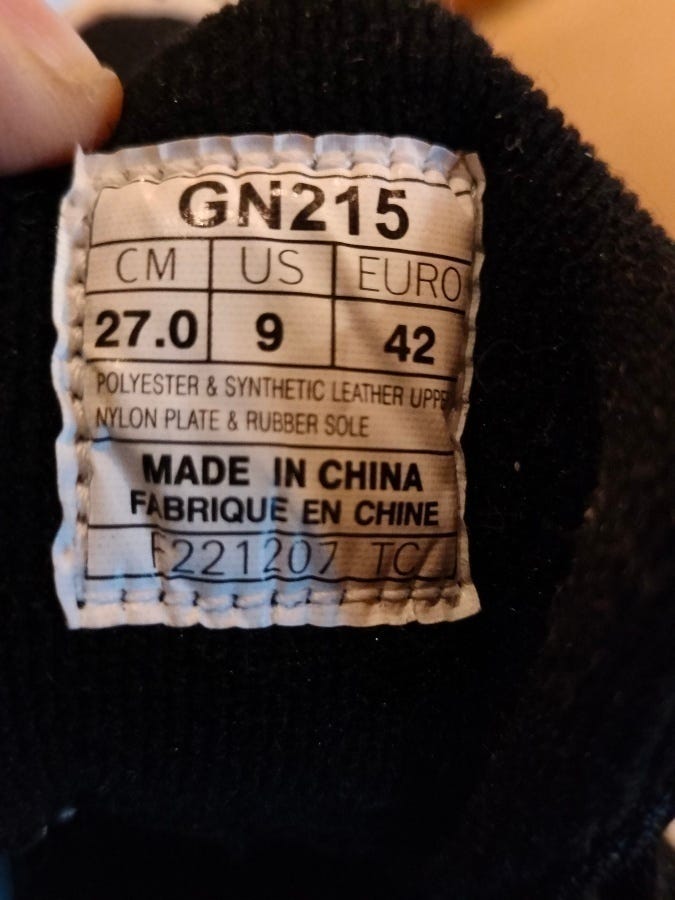 GN215
CM US EURO
27.0 9 42
POLYESTER & SYNTHETIC LEATHER UPPER
NYLON PLATE & RUBBER SOLE
MADE IN CHINA
FABRIQUE EN CHINE
F221207 TC